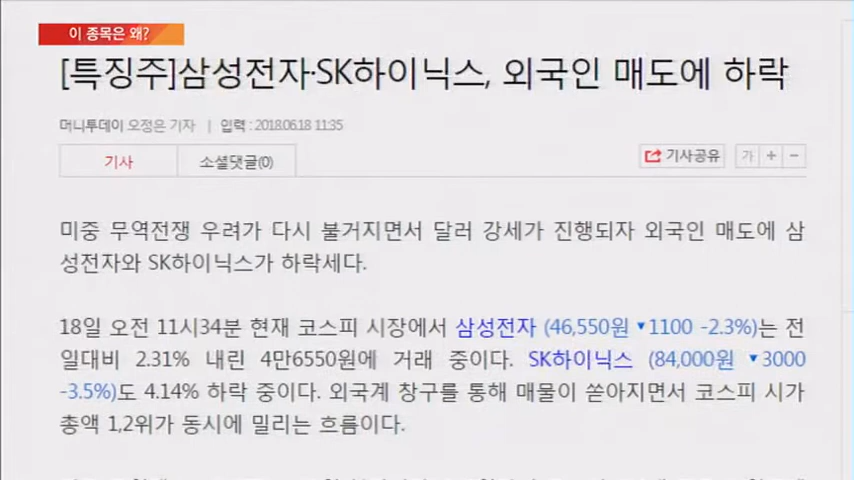 이 종목은 왜?
[특징주]삼성전자·SK하이닉스, 외국인 매도에 하락
머니투데이 오정은 기자 | 입력 : 2018.06.18 11:35
기사 소셜댓글(0) 기사공유 가 + −
미중 무역전쟁 우려가 다시 불거지면서 달러 강세가 진행되자 외국인 매도에 삼
성전자와 SK하이닉스가 하락세다.
18일 오전 11시34분 현재 코스피 시장에서 삼성전자 (46,550원 ▼1100 -2.3%)는 전
일대비 2.31% 내린 4만6550원에 거래 중이다. SK하이닉스 (84,000원 ▼3000
-3.5%)도 4.14% 하락 중이다. 외국계 창구를 통해 매물이 쏟아지면서 코스피 시가
총액 1,2위가 동시에 밀리는 흐름이다.